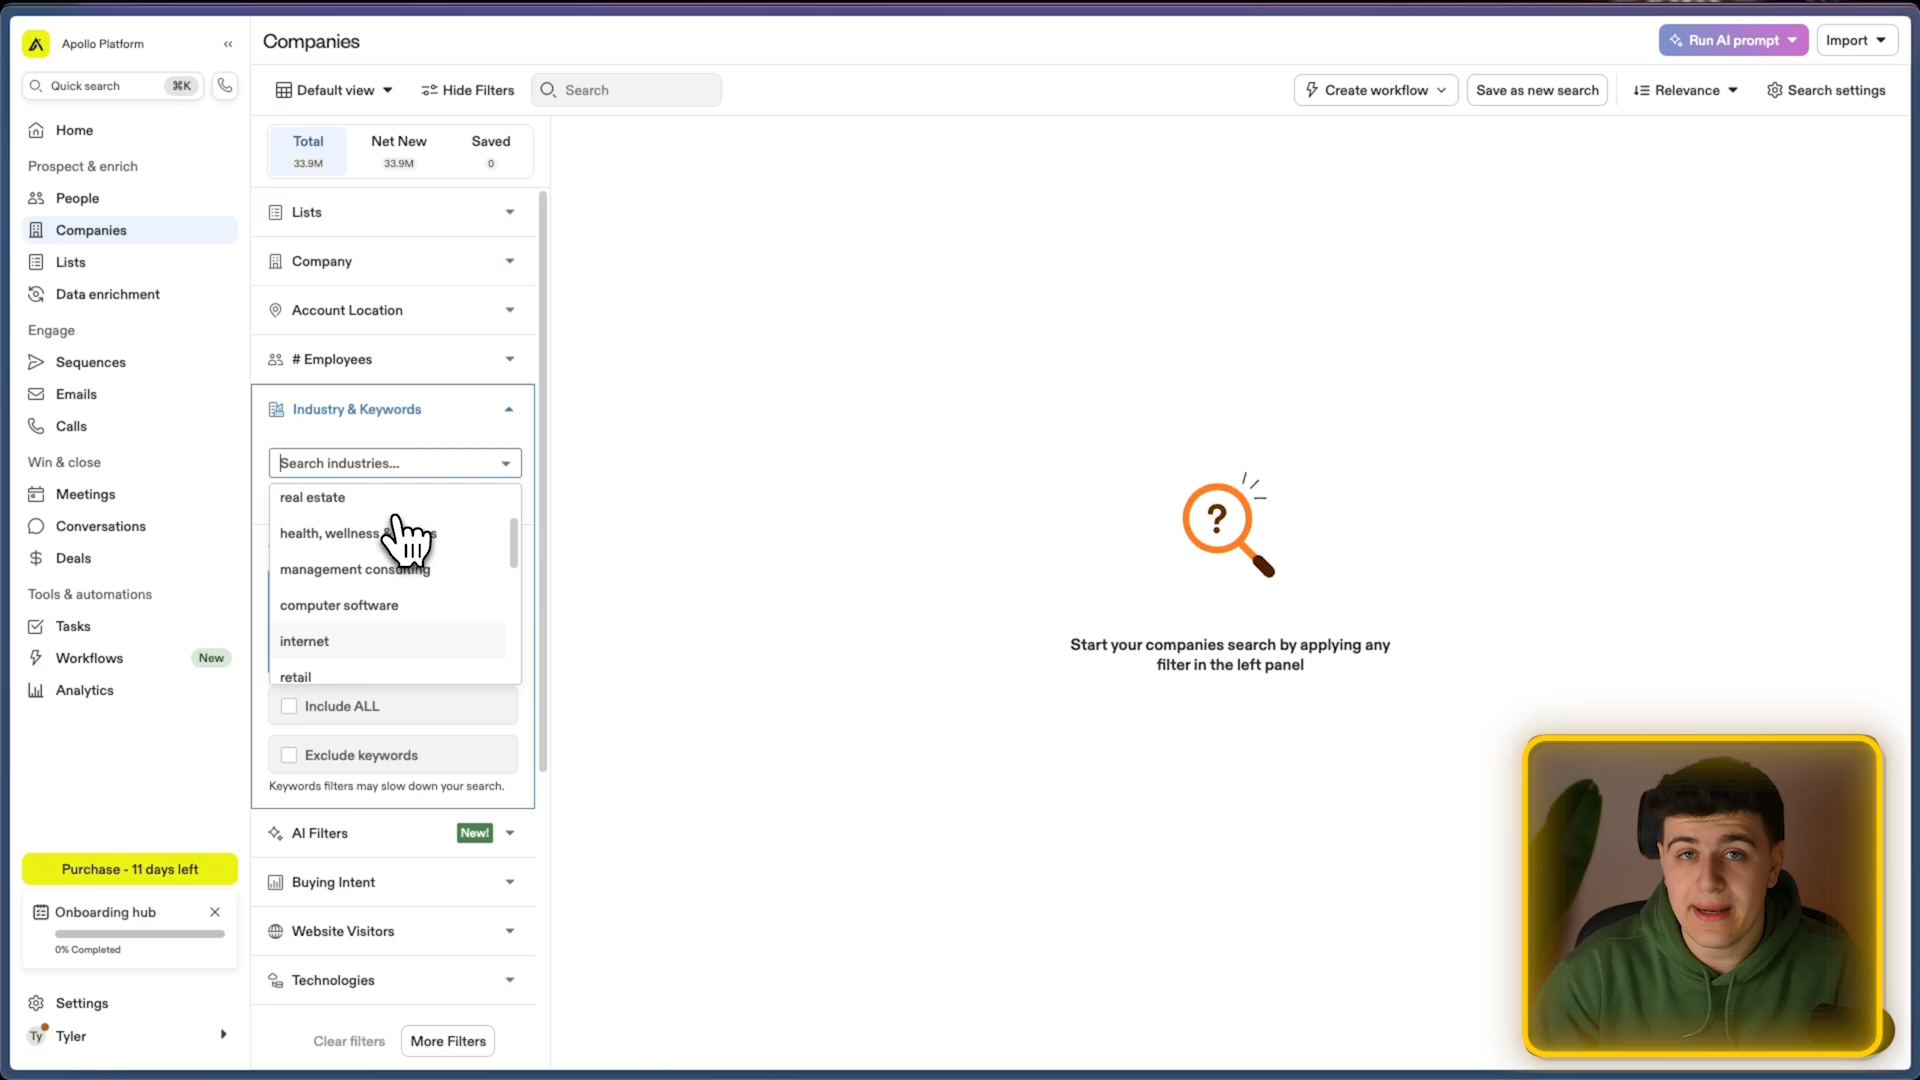 Apollo Platform
Quick search
⌘K
Home
Prospect & enrich
People
Companies
Lists
Data enrichment
Engage
Sequences
Emails
Calls
Win & close
Meetings
Conversations
Deals
Tools & automations
Tasks
Workflows
New
Analytics
Purchase - 11 days left
Onboarding hub
0% Completed
Settings
Ty
Tyler
Companies
Run AI prompt
Import
Default view
Hide Filters
Search
Create workflow
Save as new search
Relevance
Search settings
Total
33.9M
Net New
33.9M
Saved
0
Lists
Company
Account Location
# Employees
Industry & Keywords
Search industries...
real estate
health, wellness &
management consulting
computer software
internet
retail
Include ALL
Exclude keywords
Keywords filters may slow down your search.
AI Filters
New!
Buying Intent
Website Visitors
Technologies
Clear filters
More Filters
?
Start your companies search by applying any
filter in the left panel